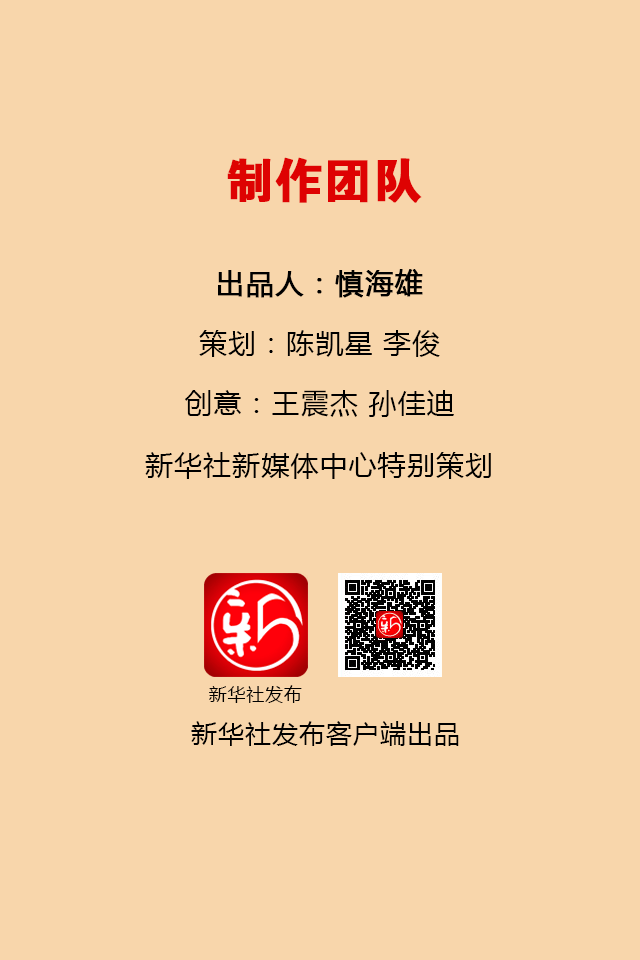 制作团队
出品人：慎海雄
策划：陈凯星 李俊
创意：王震杰 孙佳迪
新华社新媒体中心特别策划
新
新
新华社发布
新华社发布客户端出品